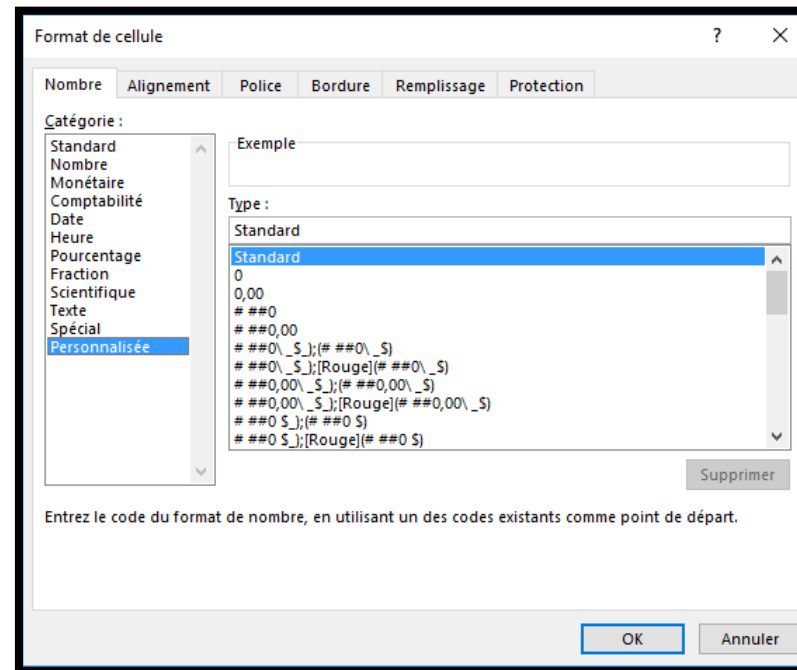 Format de cellule ?
Nombre Alignement Police Bordure Remplissage Protection
Catégorie :
Standard
Nombre
Monétaire
Comptabilité
Date
Heure
Pourcentage
Fraction
Scientifique
Texte
Spécial
Personnalisée
Exemple
Type :
Standard
Standard
0
0,00
# ##0
# ##0,00
# ##0\ _$_);(# ##0\ _$)
# ##0\ _$_);[Rouge](# ##0\ _$)
# ##0,00\ _$_);(# ##0,00\ _$)
# ##0,00\ _$_);[Rouge](# ##0,00\ _$)
# ##0 $_);(# ##0 $)
# ##0 $_);[Rouge](# ##0 $)
Supprimer
Entrez le code du format de nombre, en utilisant un des codes existants comme point de départ.
OK Annuler